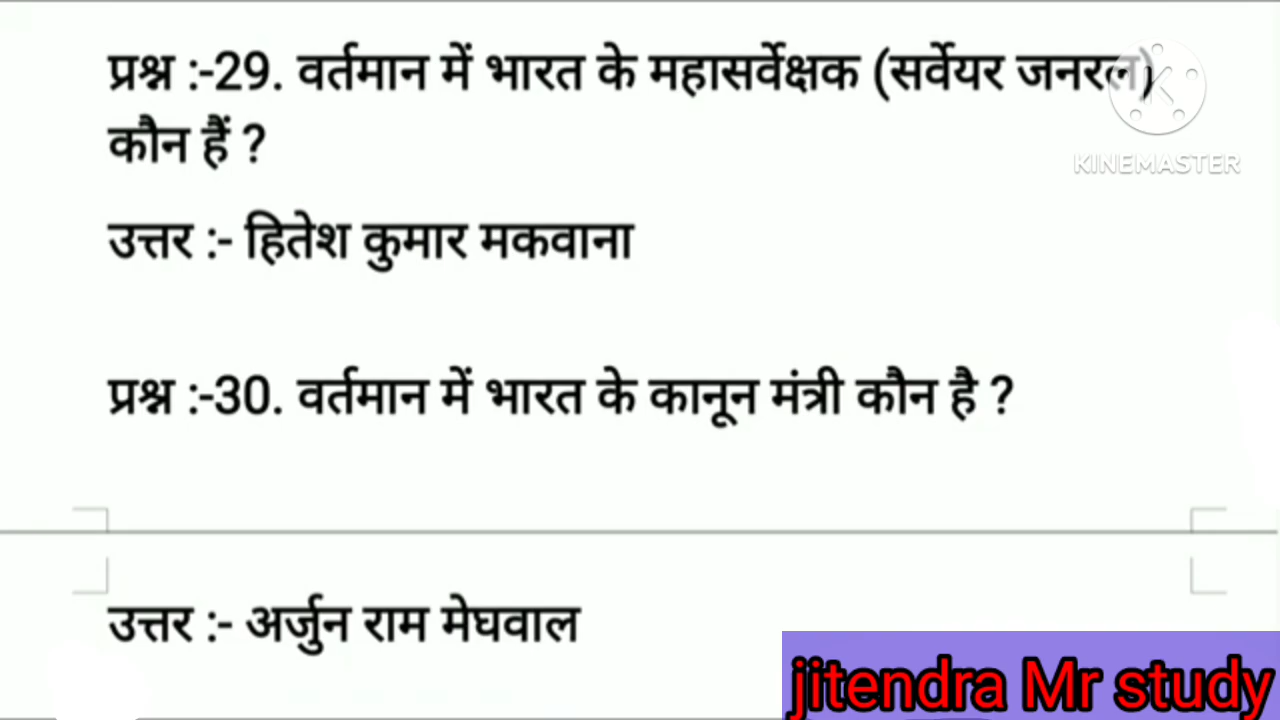 प्रश्न :-29. वर्तमान में भारत के महासर्वेक्षक (सर्वेयर जनरल)
कौन हैं ?
KINEMASTER
उत्तर :- हितेश कुमार मकवाना
प्रश्न :-30. वर्तमान में भारत के कानून मंत्री कौन है ?
उत्तर :- अर्जुन राम मेघवाल
jitendra Mr study